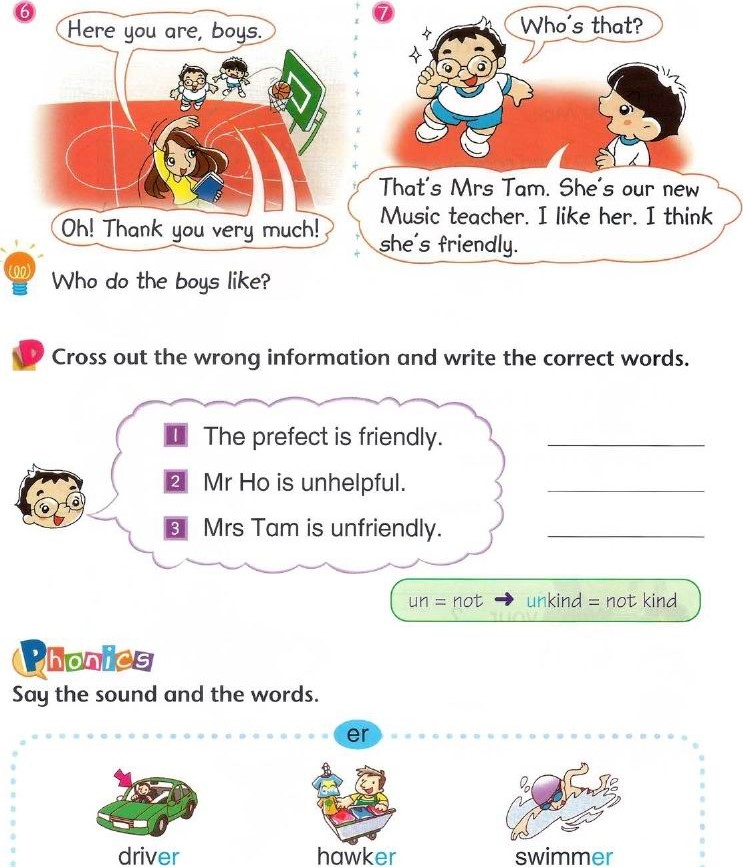 6
Here you are, boys.
Oh! Thank you very much!
7
Who's that?
That's Mrs Tam. She's our new
Music teacher. I like her. I think
she's friendly.
Who do the boys like?
D Cross out the wrong information and write the correct words.
1 The prefect is friendly.
2 Mr Ho is unhelpful.
3 Mrs Tam is unfriendly.
un = not → unkind = not kind
Phonics
Say the sound and the words.
er
driver hawker swimmer